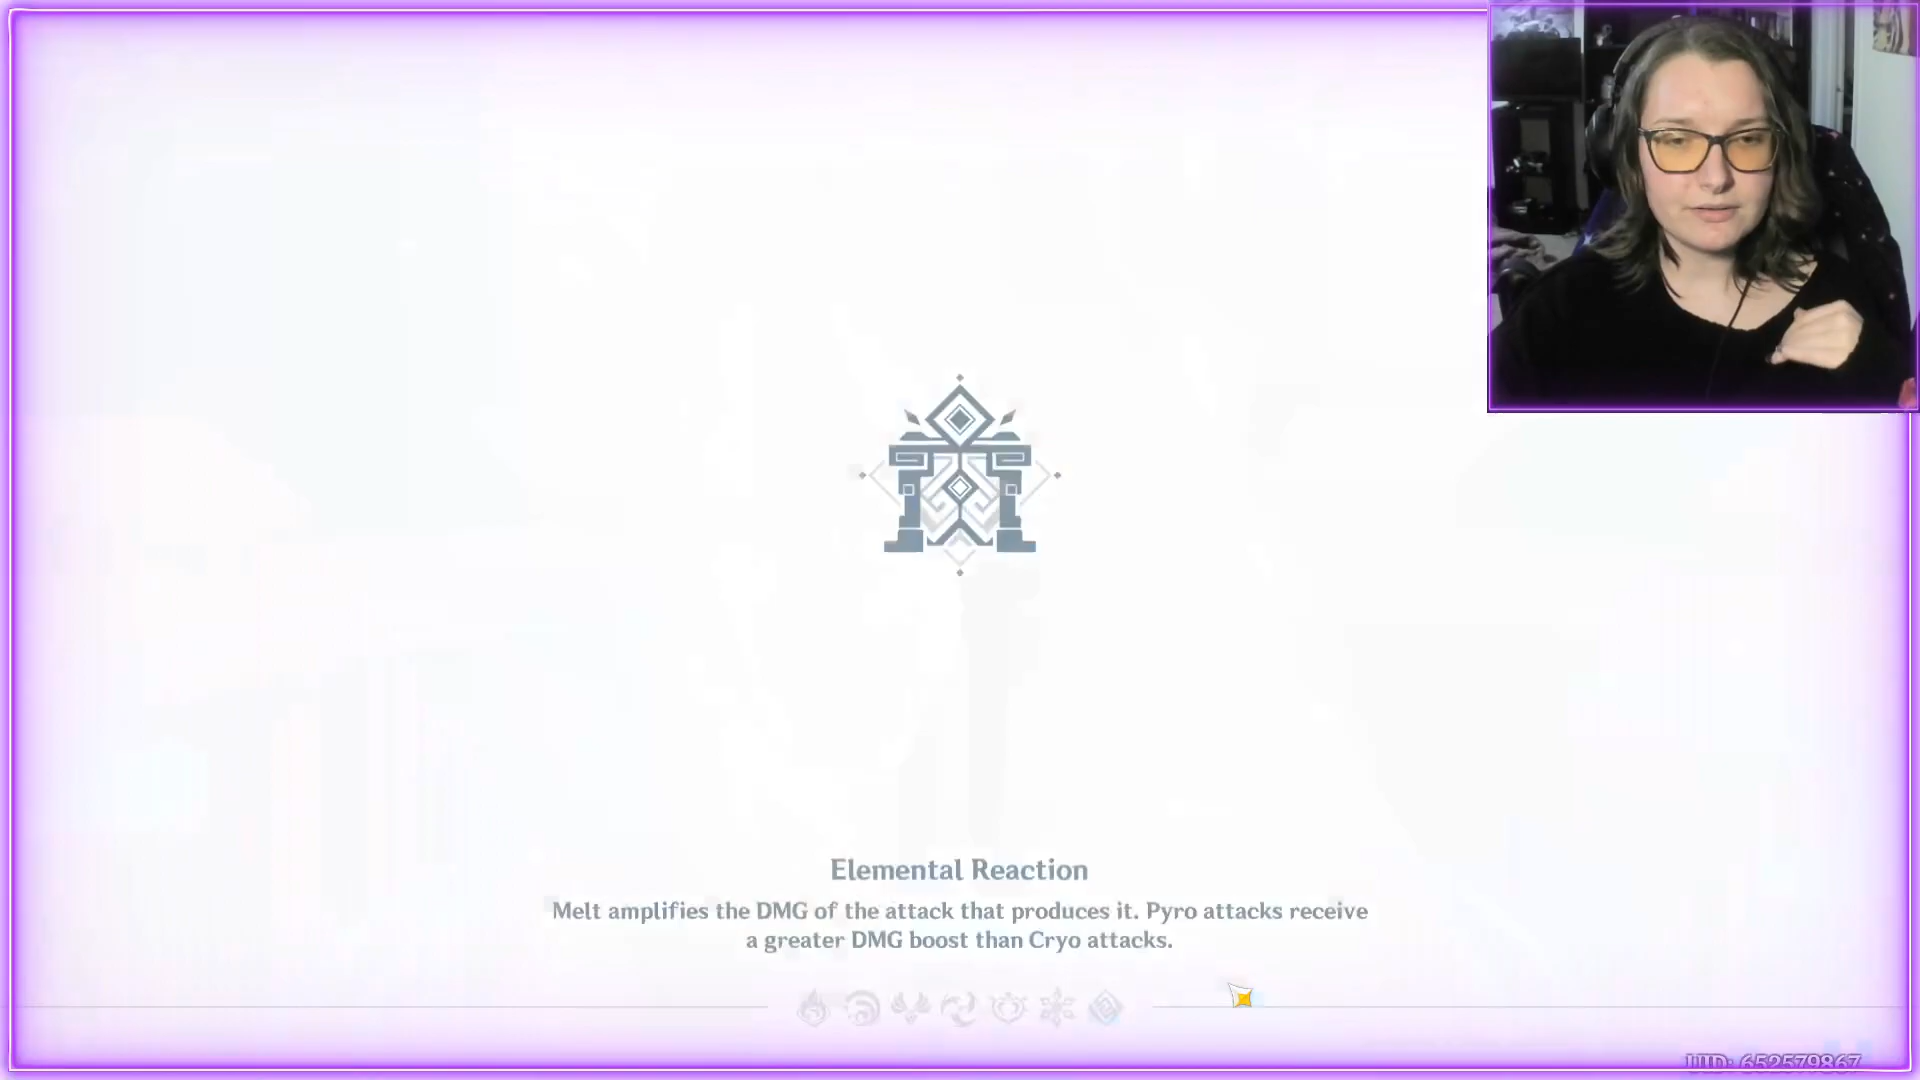 Elemental Reaction
Melt amplifies the DMG of the attack that produces it. Pyro attacks receive
a greater DMG boost than Cryo attacks.
UID: 652579867